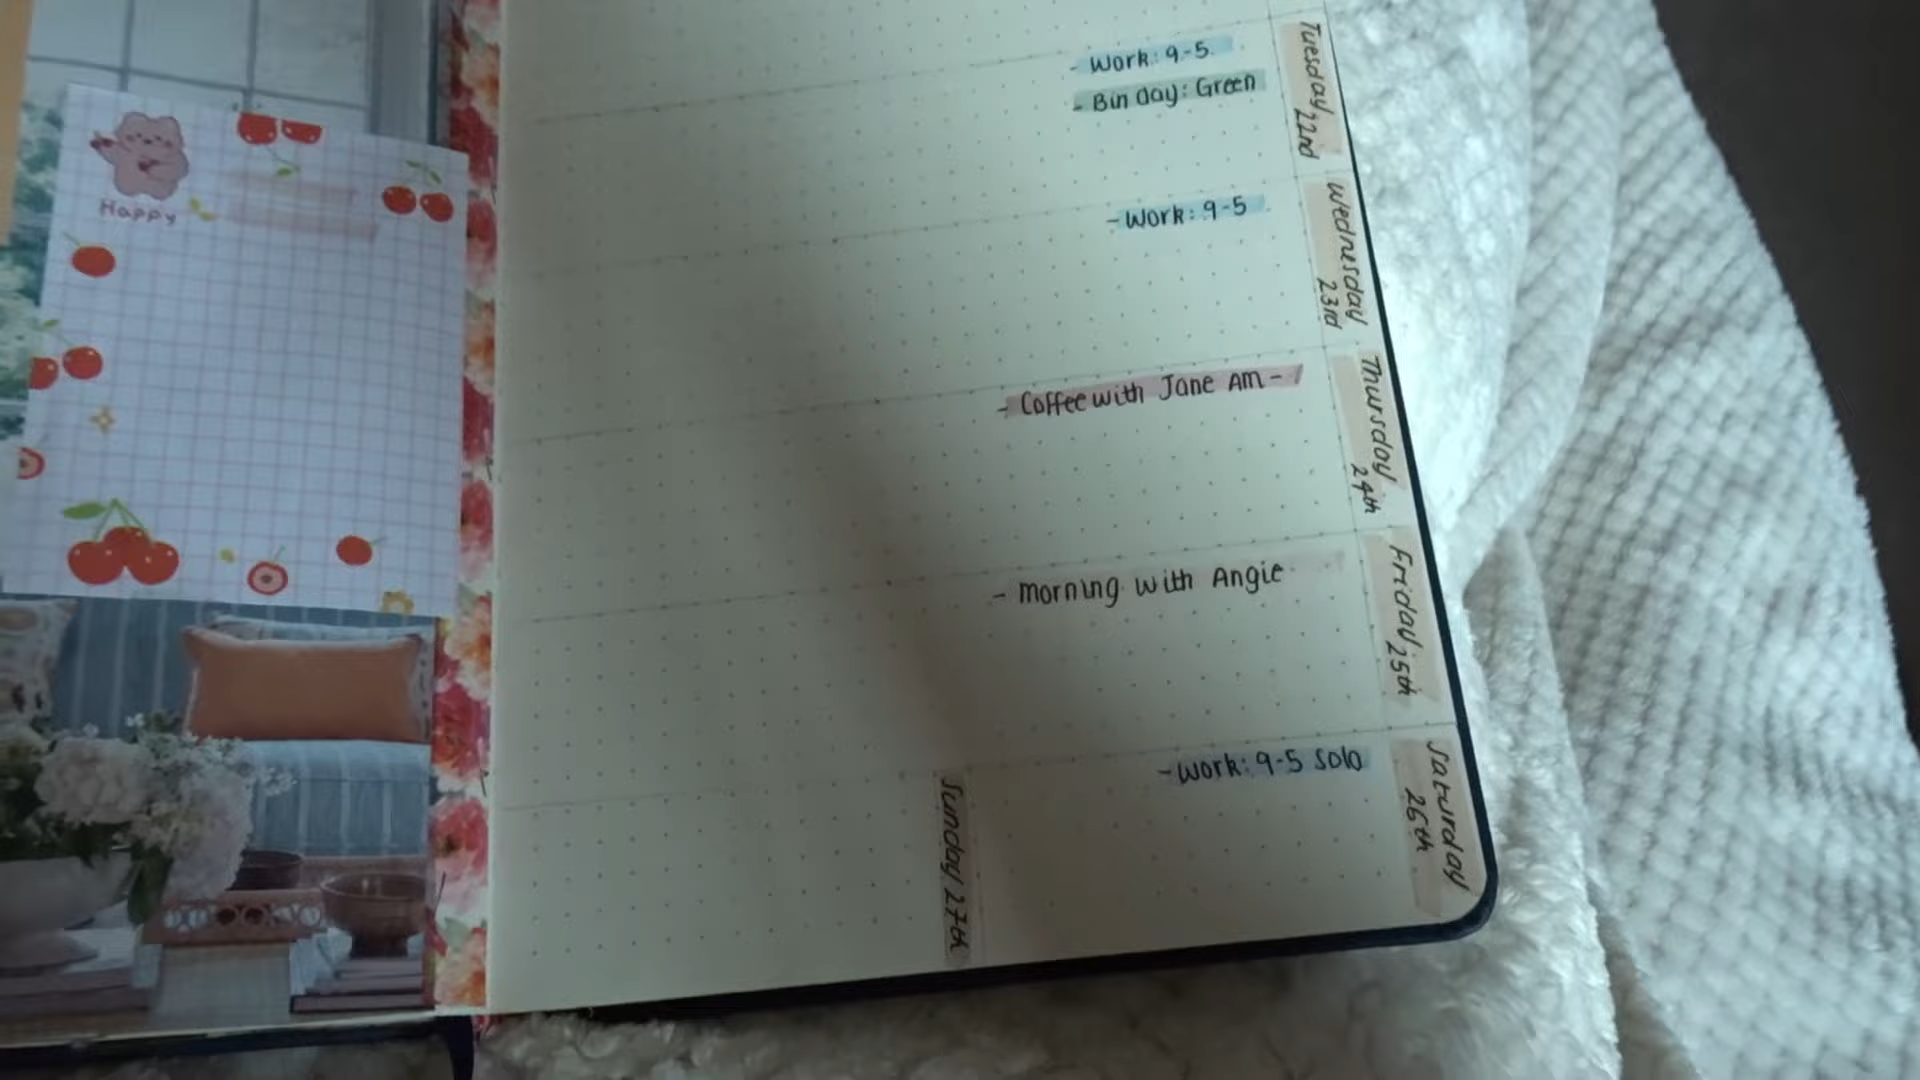 Happy
- Work: 9-5.
- Bin day: Green
Tuesday 22nd
- Work: 9-5
Wednesday 23rd
- Coffee with Jane AM -
Thursday 24th
- Morning with Angie
Friday 25th
- Work: 9-5 Solo
Saturday 26th
Sunday 27th